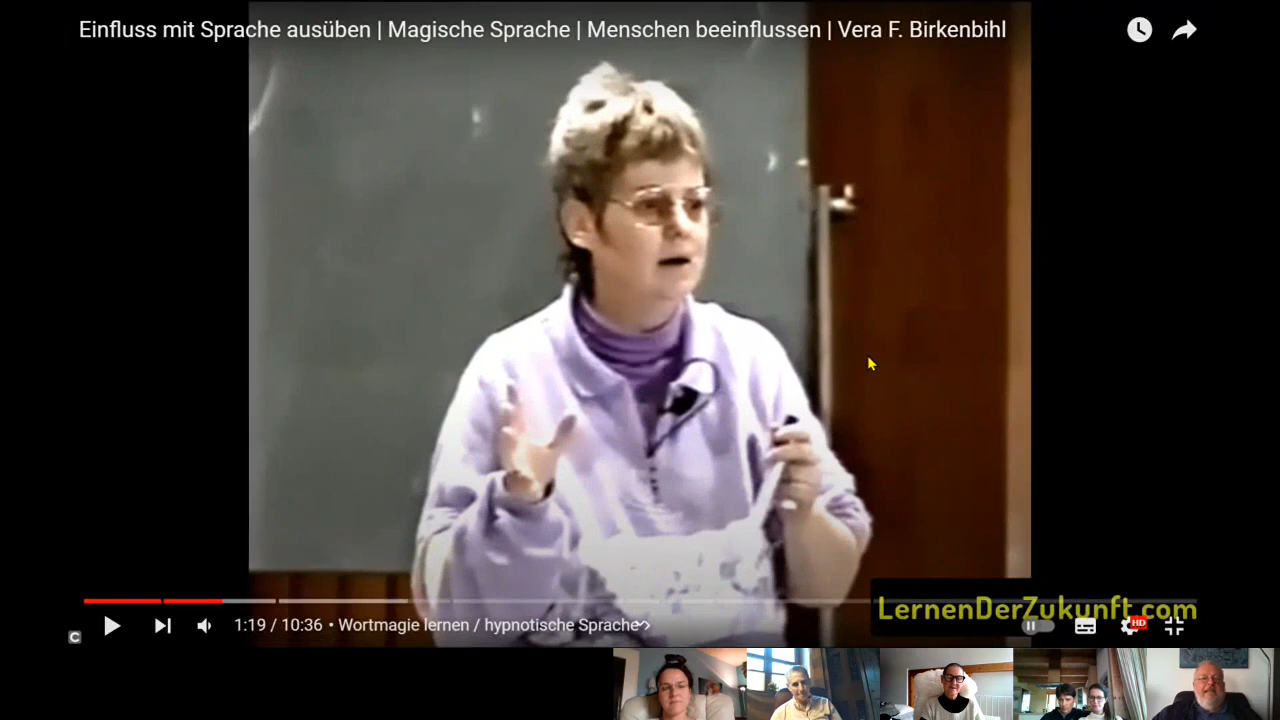 Einfluss mit Sprache ausüben | Magische Sprache | Menschen beeinflussen | Vera F. Birkenbihl
LernenDerZukunft.com
1:19 / 10:36 • Wortmagie lernen / hypnotische Sprache
HD
C